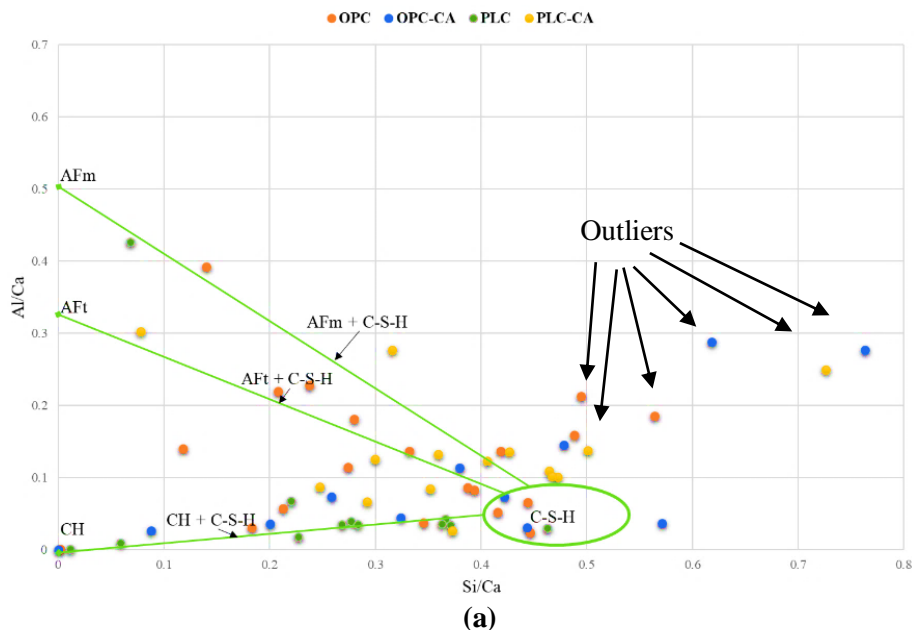 OPC OPC-CA PLC PLC-CA
0.7
0.6
0.5
0.4
0.3
0.2
0.1
0
Al/Ca
AFm
AFt
CH
Outliers
AFm + C-S-H
AFt + C-S-H
CH + C-S-H
C-S-H
0 0.1 0.2 0.3 0.4 0.5 0.6 0.7 0.8
Si/Ca
(a)